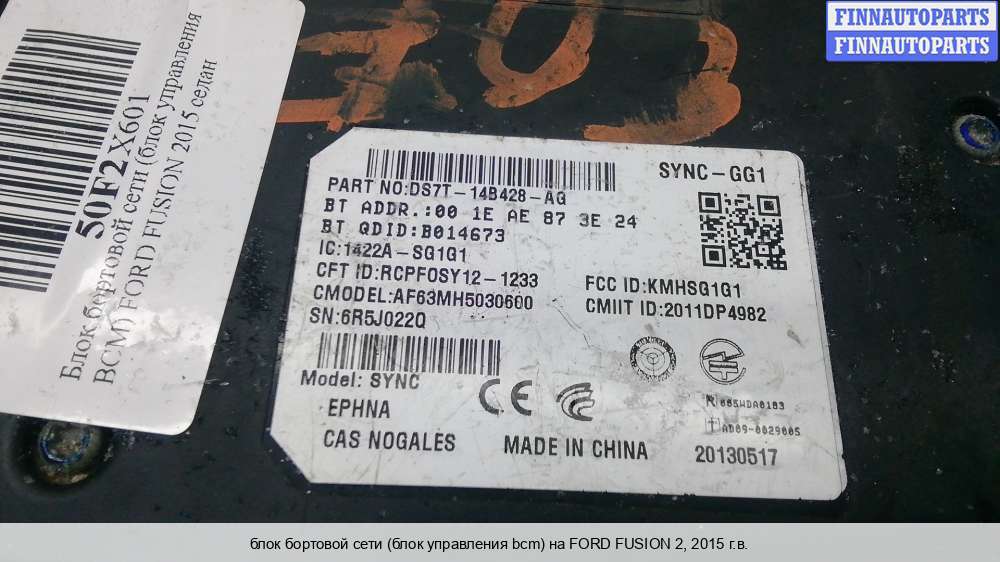 FINNAUTOPARTS
FINNAUTOPARTS
50F2X601
Блок бортовой сети (блок управления
BCM) FORD FUSION 2015 седан
SYNC-GG1
PART NO:DS7T-14B428-AG
BT ADDR.:00 1E AE 87 3E 24
BT QDID:B014673
IC:1422A-SG1G1
CFT ID:RCPFOSY12-1233
CMODEL:AF63MH5030600
SN:6R5J022Q
FCC ID:KMHSG1G1
CMIIT ID:2011DP4982
Model: SYNC
EPHNA
CAS NOGALES
MADE IN CHINA
R 005WDA0183
T AD09-0029005
20130517
блок бортовой сети (блок управления bcm) на FORD FUSION 2, 2015 г.в.